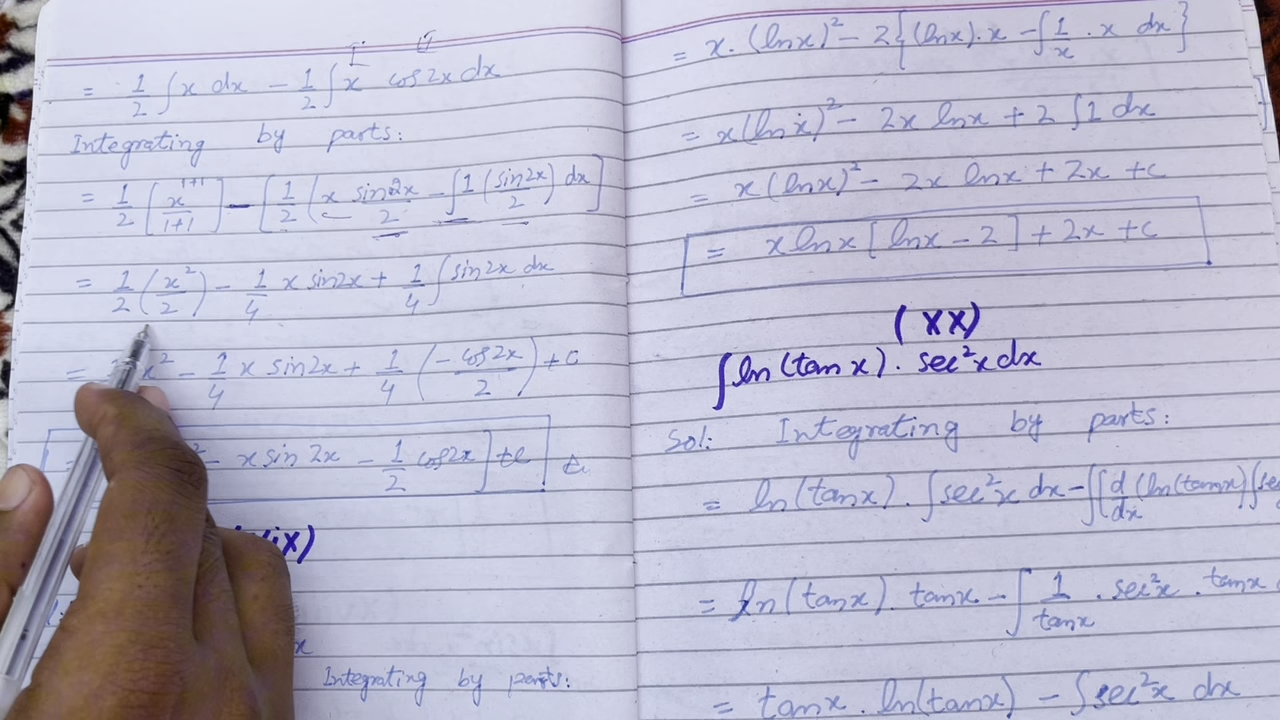 I II
= 1/2 ∫ x dx − 1/2 ∫ x cos2x dx
Integrating by parts:
= 1/2 [x^(1+1)/(1+1)] − [1/2 (x sin2x/2 − ∫ 1 (sin2x/2) dx]
= 1/2 (x²/2) − 1/4 x sin2x + 1/4 ∫ sin2x dx
= x² − 1/4 x sin2x + 1/4 (−cos2x/2) + c
− x sin2x − 1/2 cos2x] + c
x
Integrating by parts:
= x·(lnx)² − 2{(lnx)·x − ∫ 1/x · x dx}
= x(lnx)² − 2x lnx + 2 ∫1 dx
= x(lnx)² − 2x lnx + 2x + c
= x lnx [lnx − 2] + 2x + c
(XX)
∫ln(tanx). sec²x dx
Sol: Integrating by parts:
= ln(tanx). ∫sec²x dx − ∫[d/dx (ln(tanx) ∫se
= ln(tanx). tanx − ∫ 1/tanx . sec²x . tanx
= tanx . ln(tanx) − ∫sec²x dx